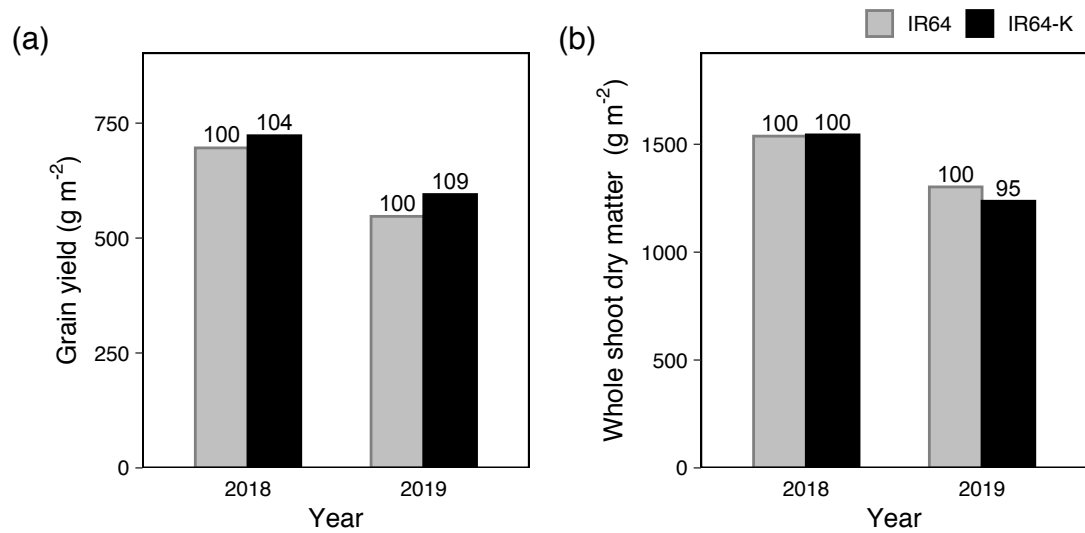 IR64 IR64-K
(a)
Grain yield (g m⁻²)
750
500
250
0
100 104
100 109
2018 2019
Year
(b)
Whole shoot dry matter (g m⁻²)
1500
1000
500
0
100 100
100 95
2018 2019
Year